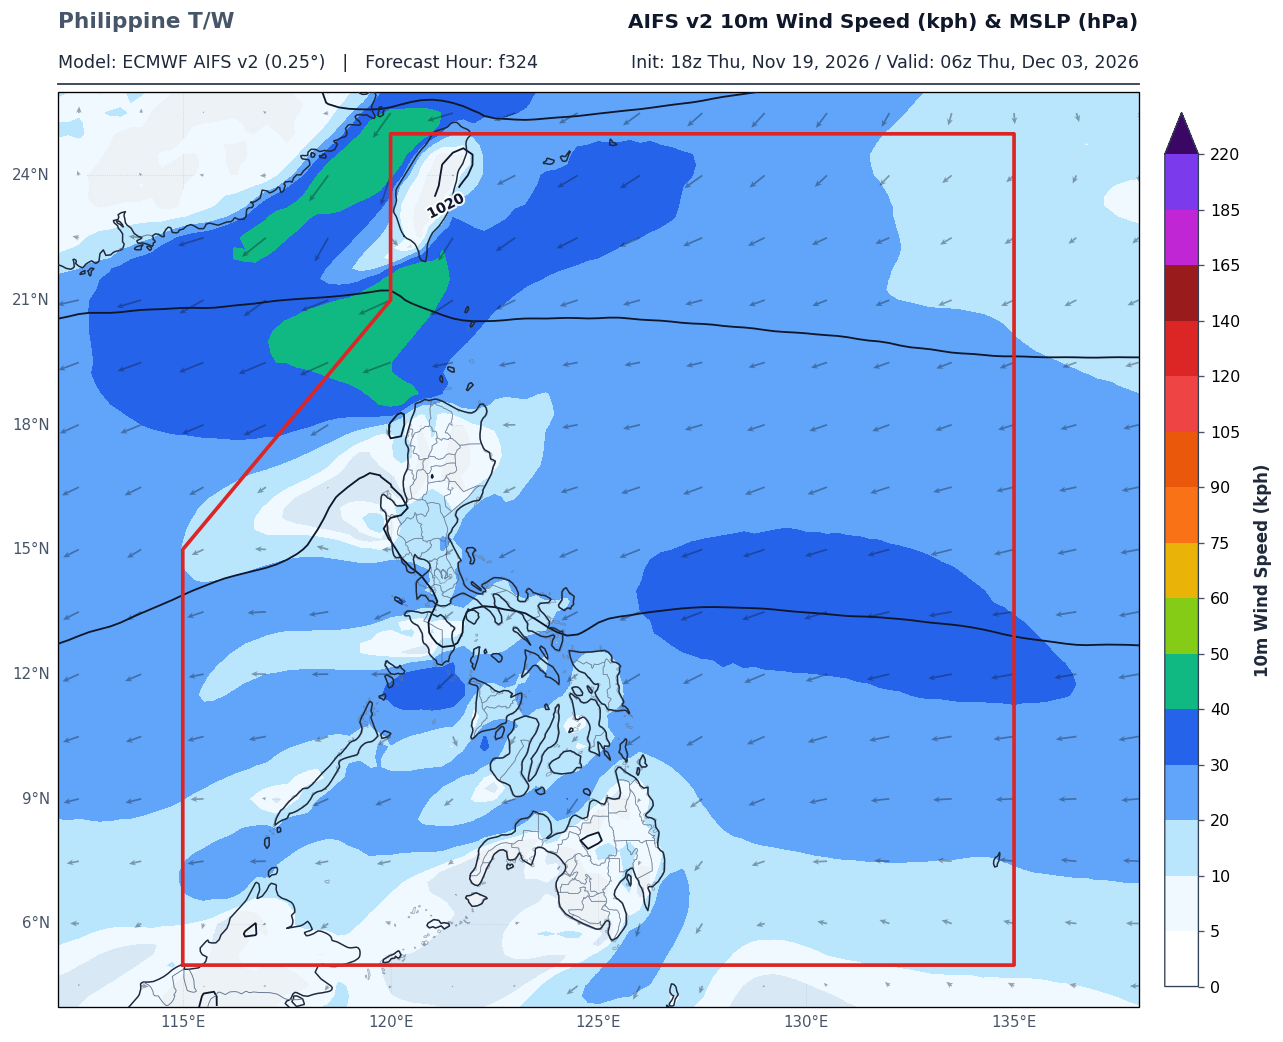 Philippine T/W
AIFS v2 10m Wind Speed (kph) & MSLP (hPa)
Model: ECMWF AIFS v2 (0.25°)   |   Forecast Hour: f324
Init: 18z Thu, Nov 19, 2026 / Valid: 06z Thu, Dec 03, 2026
24°N
21°N
18°N
15°N
12°N
9°N
6°N
1020
115°E
120°E
125°E
130°E
135°E
220
185
165
140
120
105
90
75
60
50
40
30
20
10
5
0
10m Wind Speed (kph)